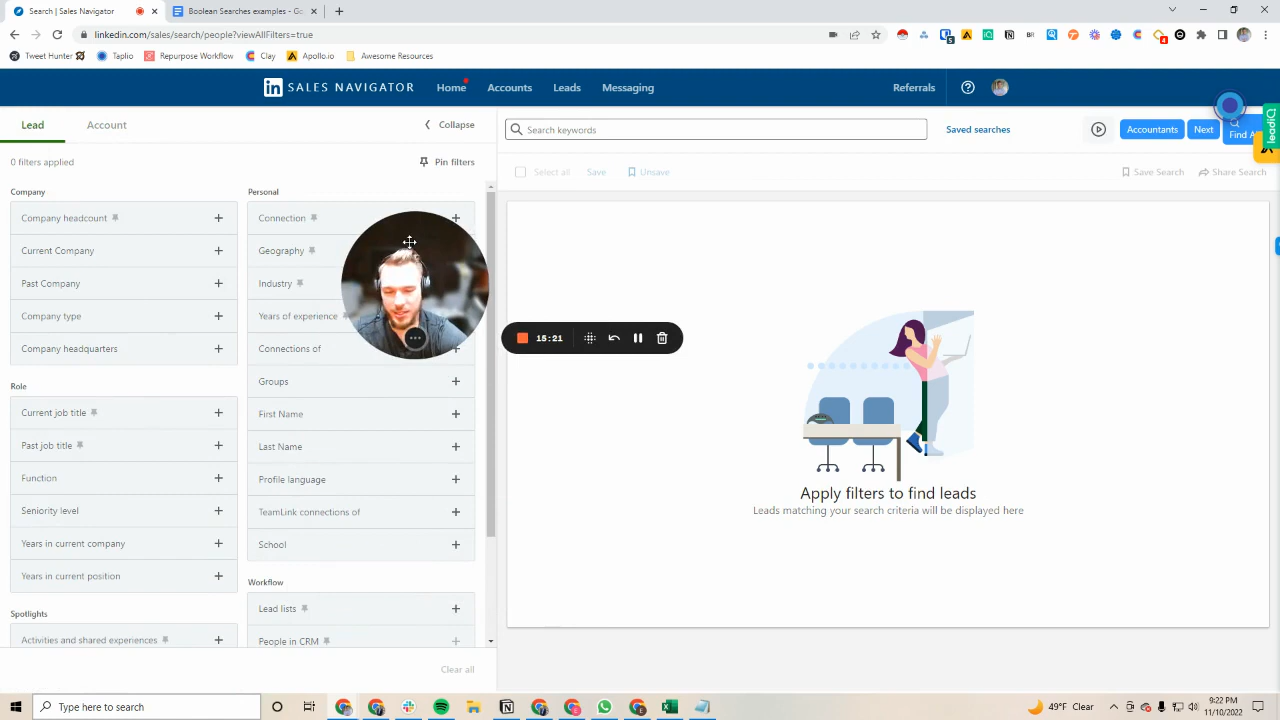 Search | Sales Navigator
Boolean Searches examples - Go
linkedin.com/sales/search/people?viewAllFilters=true
Tweet Hunter
Taplio
Repurpose Workflow
Clay
Apollo.io
Awesome Resources
in SALES NAVIGATOR
Home
Accounts
Leads
Messaging
Referrals
Lead
Account
Collapse
Search keywords
Saved searches
Accountants
Next
Find A
0 filters applied
Pin filters
Select all
Save
Unsave
Save Search
Share Search
Company
Company headcount
Current Company
Past Company
Company type
Company headquarters
Role
Current job title
Past job title
Function
Seniority level
Years in current company
Years in current position
Spotlights
Activities and shared experiences
Personal
Connection
Geography
Industry
Years of experience
Connections of
Groups
First Name
Last Name
Profile language
TeamLink connections of
School
Workflow
Lead lists
People in CRM
Clear all
15:21
Apply filters to find leads
Leads matching your search criteria will be displayed here
Type here to search
49°F Clear
9:22 PM
11/10/2022